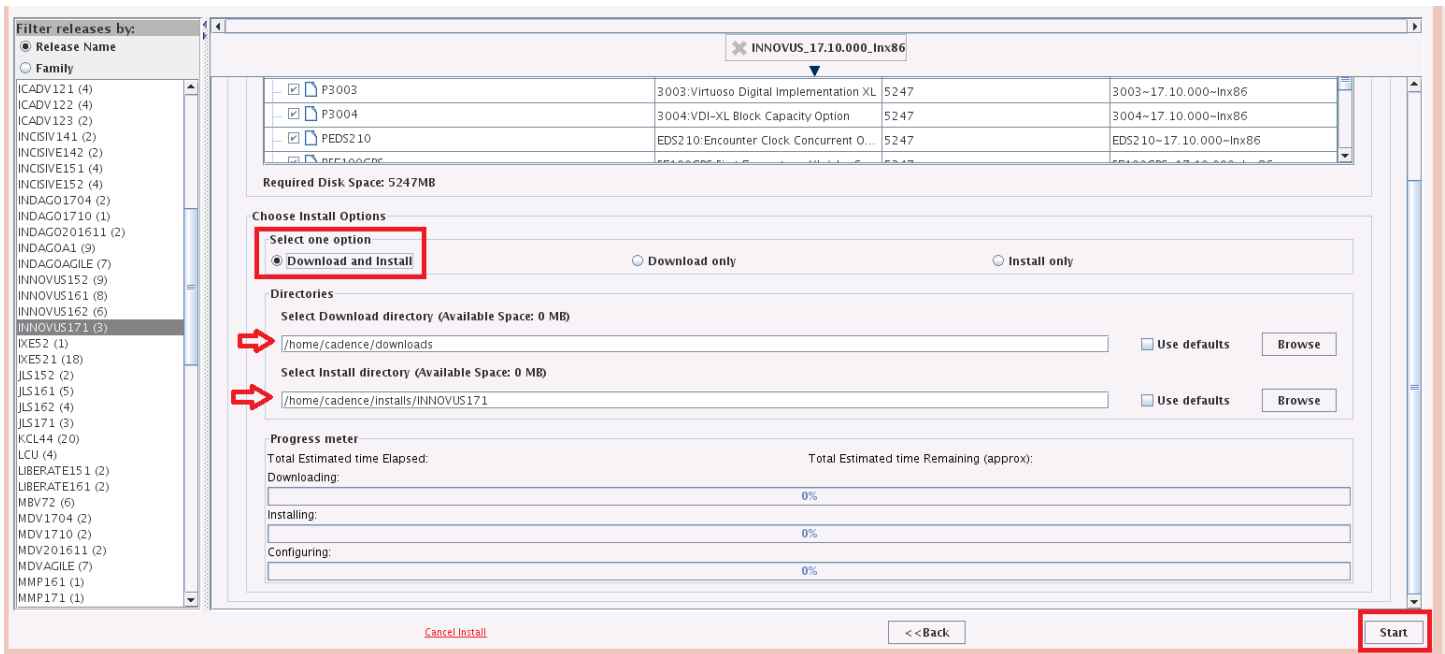 Filter releases by:
Release Name
Family
ICADV121 (4)
ICADV122 (4)
ICADV123 (2)
INCISIV141 (2)
INCISIVE142 (2)
INCISIVE151 (4)
INCISIVE152 (4)
INDAGO1704 (2)
INDAGO1710 (1)
INDAGO201611 (2)
INDAGOA1 (9)
INDAGOAGILE (7)
INNOVUS152 (9)
INNOVUS161 (8)
INNOVUS162 (6)
INNOVUS171 (3)
IXE52 (1)
IXE521 (18)
JLS152 (2)
JLS161 (5)
JLS162 (4)
JLS171 (3)
KCL44 (20)
LCU (4)
LIBERATE151 (2)
LIBERATE161 (2)
MBV72 (6)
MDV1704 (2)
MDV1710 (2)
MDV201611 (2)
MDVAGILE (7)
MMP161 (1)
MMP171 (1)
INNOVUS_17.10.000_lnx86
P3003 3003:Virtuoso Digital Implementation XL 5247 3003~17.10.000~lnx86
P3004 3004:VDI-XL Block Capacity Option 5247 3004~17.10.000~lnx86
PEDS210 EDS210:Encounter Clock Concurrent O... 5247 EDS210~17.10.000~lnx86
Required Disk Space: 5247MB
Choose Install Options
Select one option
Download and Install Download only Install only
Directories
Select Download directory (Available Space: 0 MB)
/home/cadence/downloads Use defaults Browse
Select Install directory (Available Space: 0 MB)
/home/cadence/installs/INNOVUS171 Use defaults Browse
Progress meter
Total Estimated time Elapsed: Total Estimated time Remaining (approx):
Downloading:
0%
Installing:
0%
Configuring:
0%
Cancel Install <<Back Start